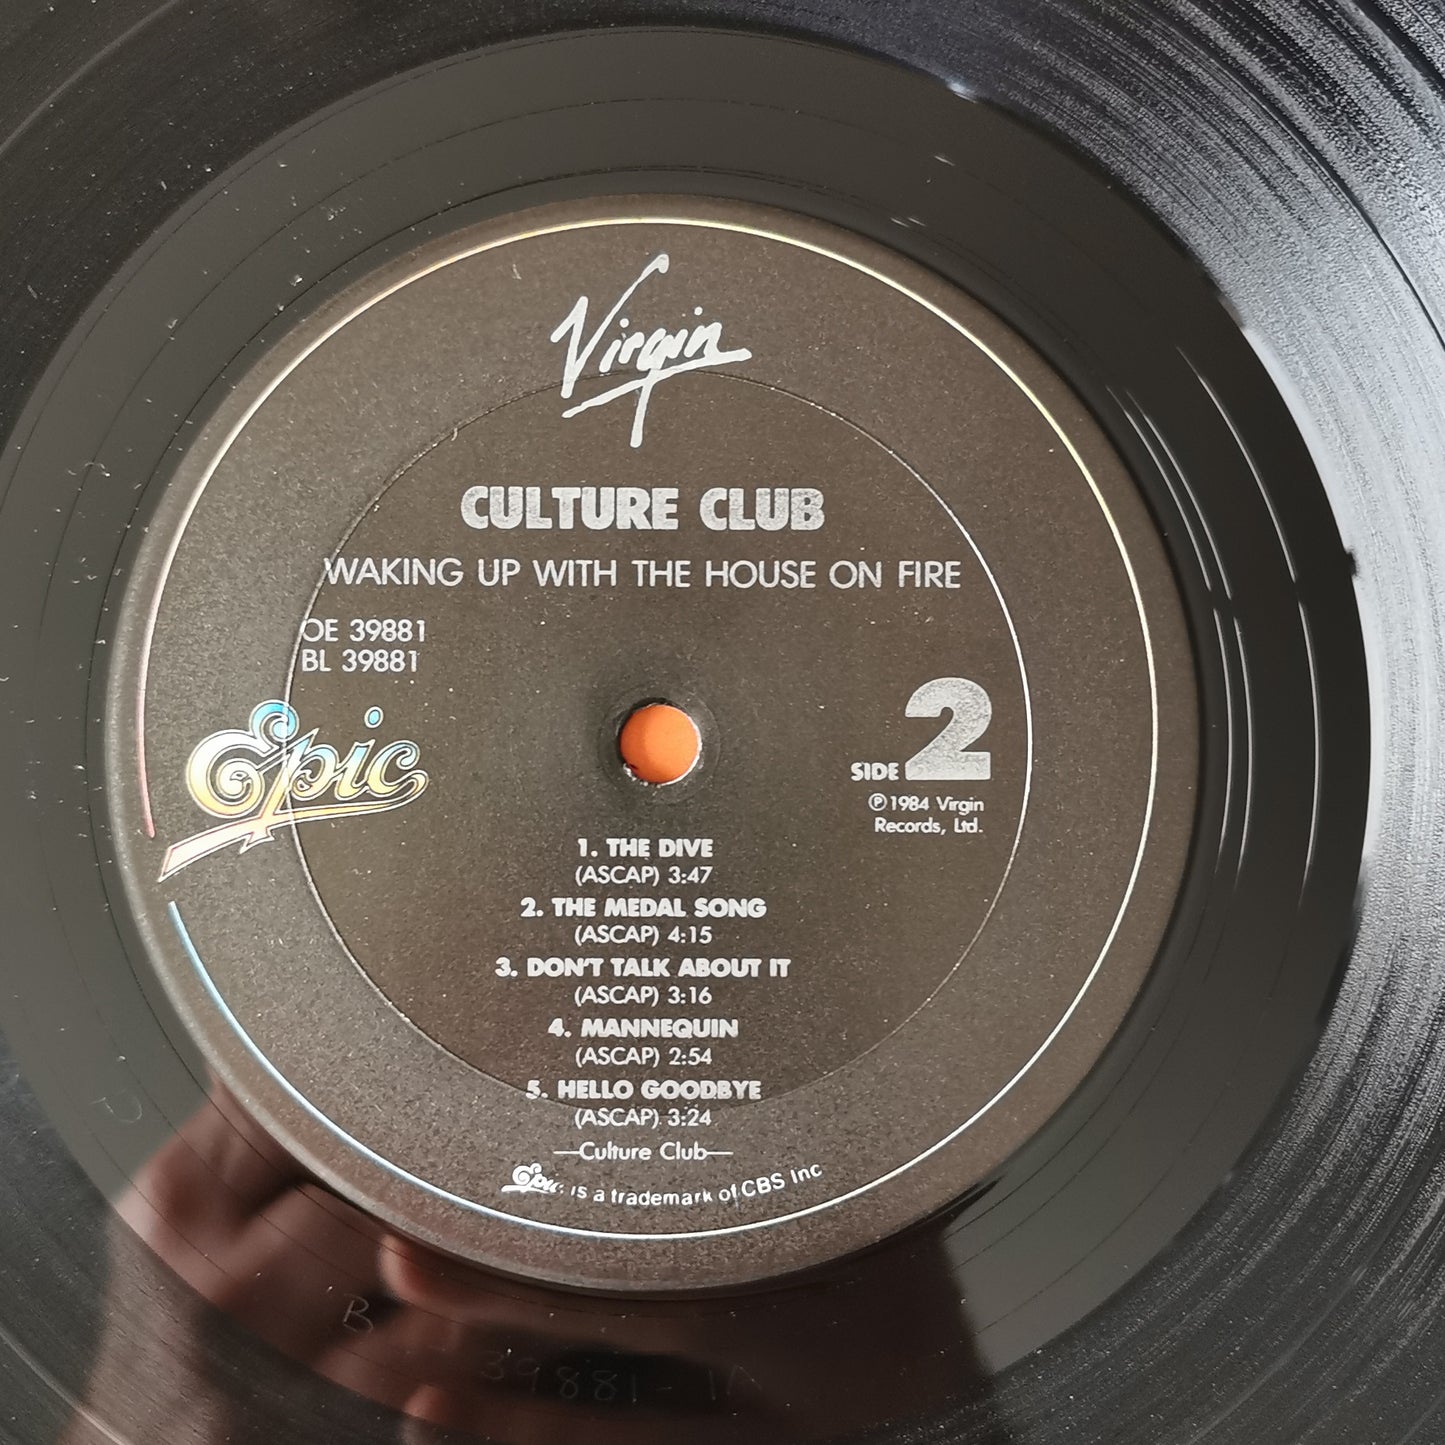 Virgin
CULTURE CLUB
WAKING UP WITH THE HOUSE ON FIRE
OE 39881
BL 39881
Epic
SIDE 2
℗ 1984 Virgin
Records, Ltd.
1. THE DIVE
(ASCAP) 3:47
2. THE MEDAL SONG
(ASCAP) 4:15
3. DON'T TALK ABOUT IT
(ASCAP) 3:16
4. MANNEQUIN
(ASCAP) 2:54
5. HELLO GOODBYE
(ASCAP) 3:24
—Culture Club—
Epic, is a trademark of CBS Inc
B
39881-1A